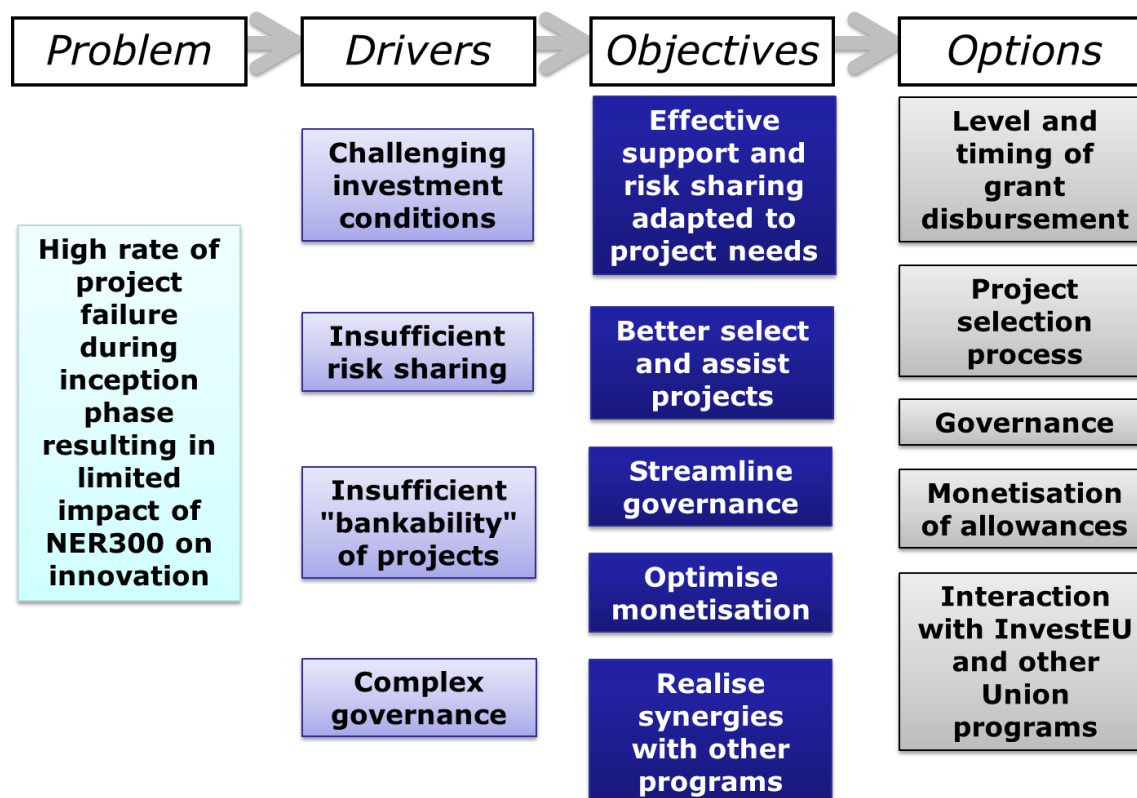 Problem
Drivers
Objectives
Options
High rate of
project
failure
during
inception
phase
resulting in
limited
impact of
NER300 on
innovation
Challenging
investment
conditions
Insufficient
risk sharing
Insufficient
"bankability"
of projects
Complex
governance
Effective
support and
risk sharing
adapted to
project needs
Better select
and assist
projects
Streamline
governance
Optimise
monetisation
Realise
synergies
with other
programs
Level and
timing of
grant
disbursement
Project
selection
process
Governance
Monetisation
of allowances
Interaction
with InvestEU
and other
Union
programs